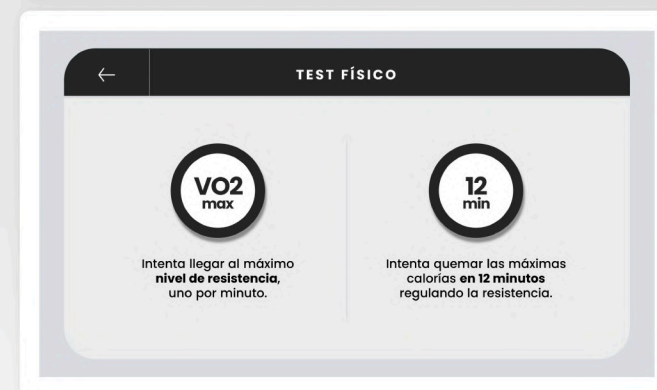 TEST FÍSICO
VO2
max
Intenta llegar al máximo
nivel de resistencia,
uno por minuto.
12
min
Intenta quemar las máximas
calorías en 12 minutos
regulando la resistencia.